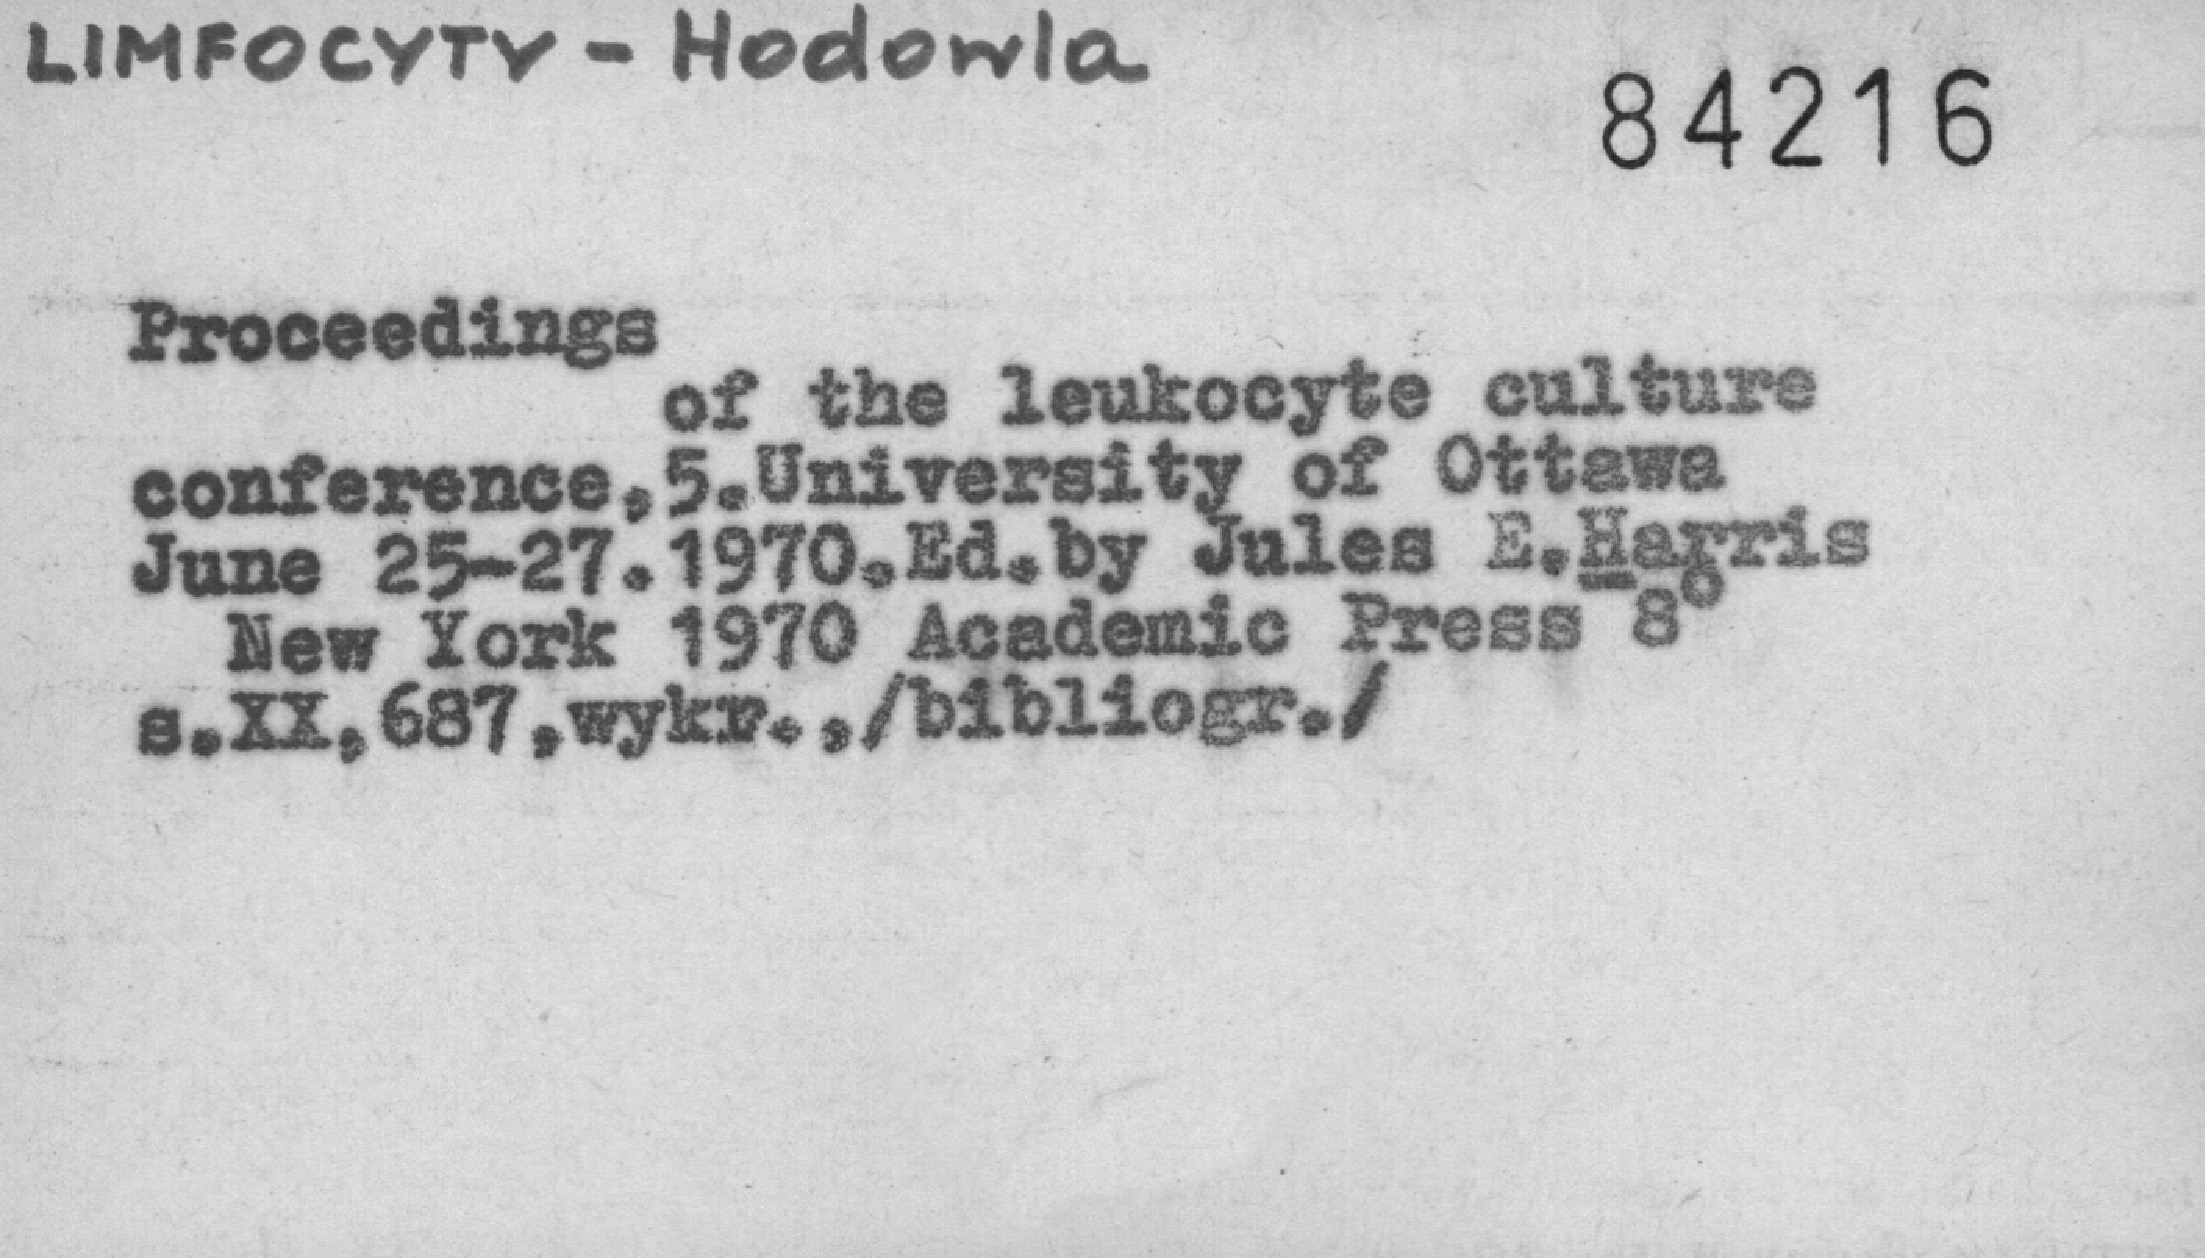 LIMFOCYTY - Hodowla
84216
Proceedings
of the leukocyte culture
conference,5.University of Ottawa
June 25-27.1970.Ed.by Jules E.Harris
New York 1970 Academic Press 8°
s.XX,687,wykr.,/bibliogr./